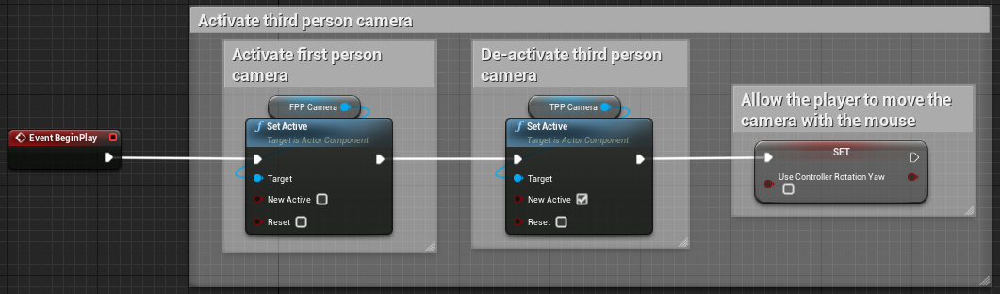 Activate third person camera
Activate first person
camera
De-activate third person
camera
Allow the player to move the
camera with the mouse
Event BeginPlay
FPP Camera
Set Active
Target is Actor Component
Target
New Active
Reset
TPP Camera
Set Active
Target is Actor Component
Target
New Active
Reset
SET
Use Controller Rotation Yaw